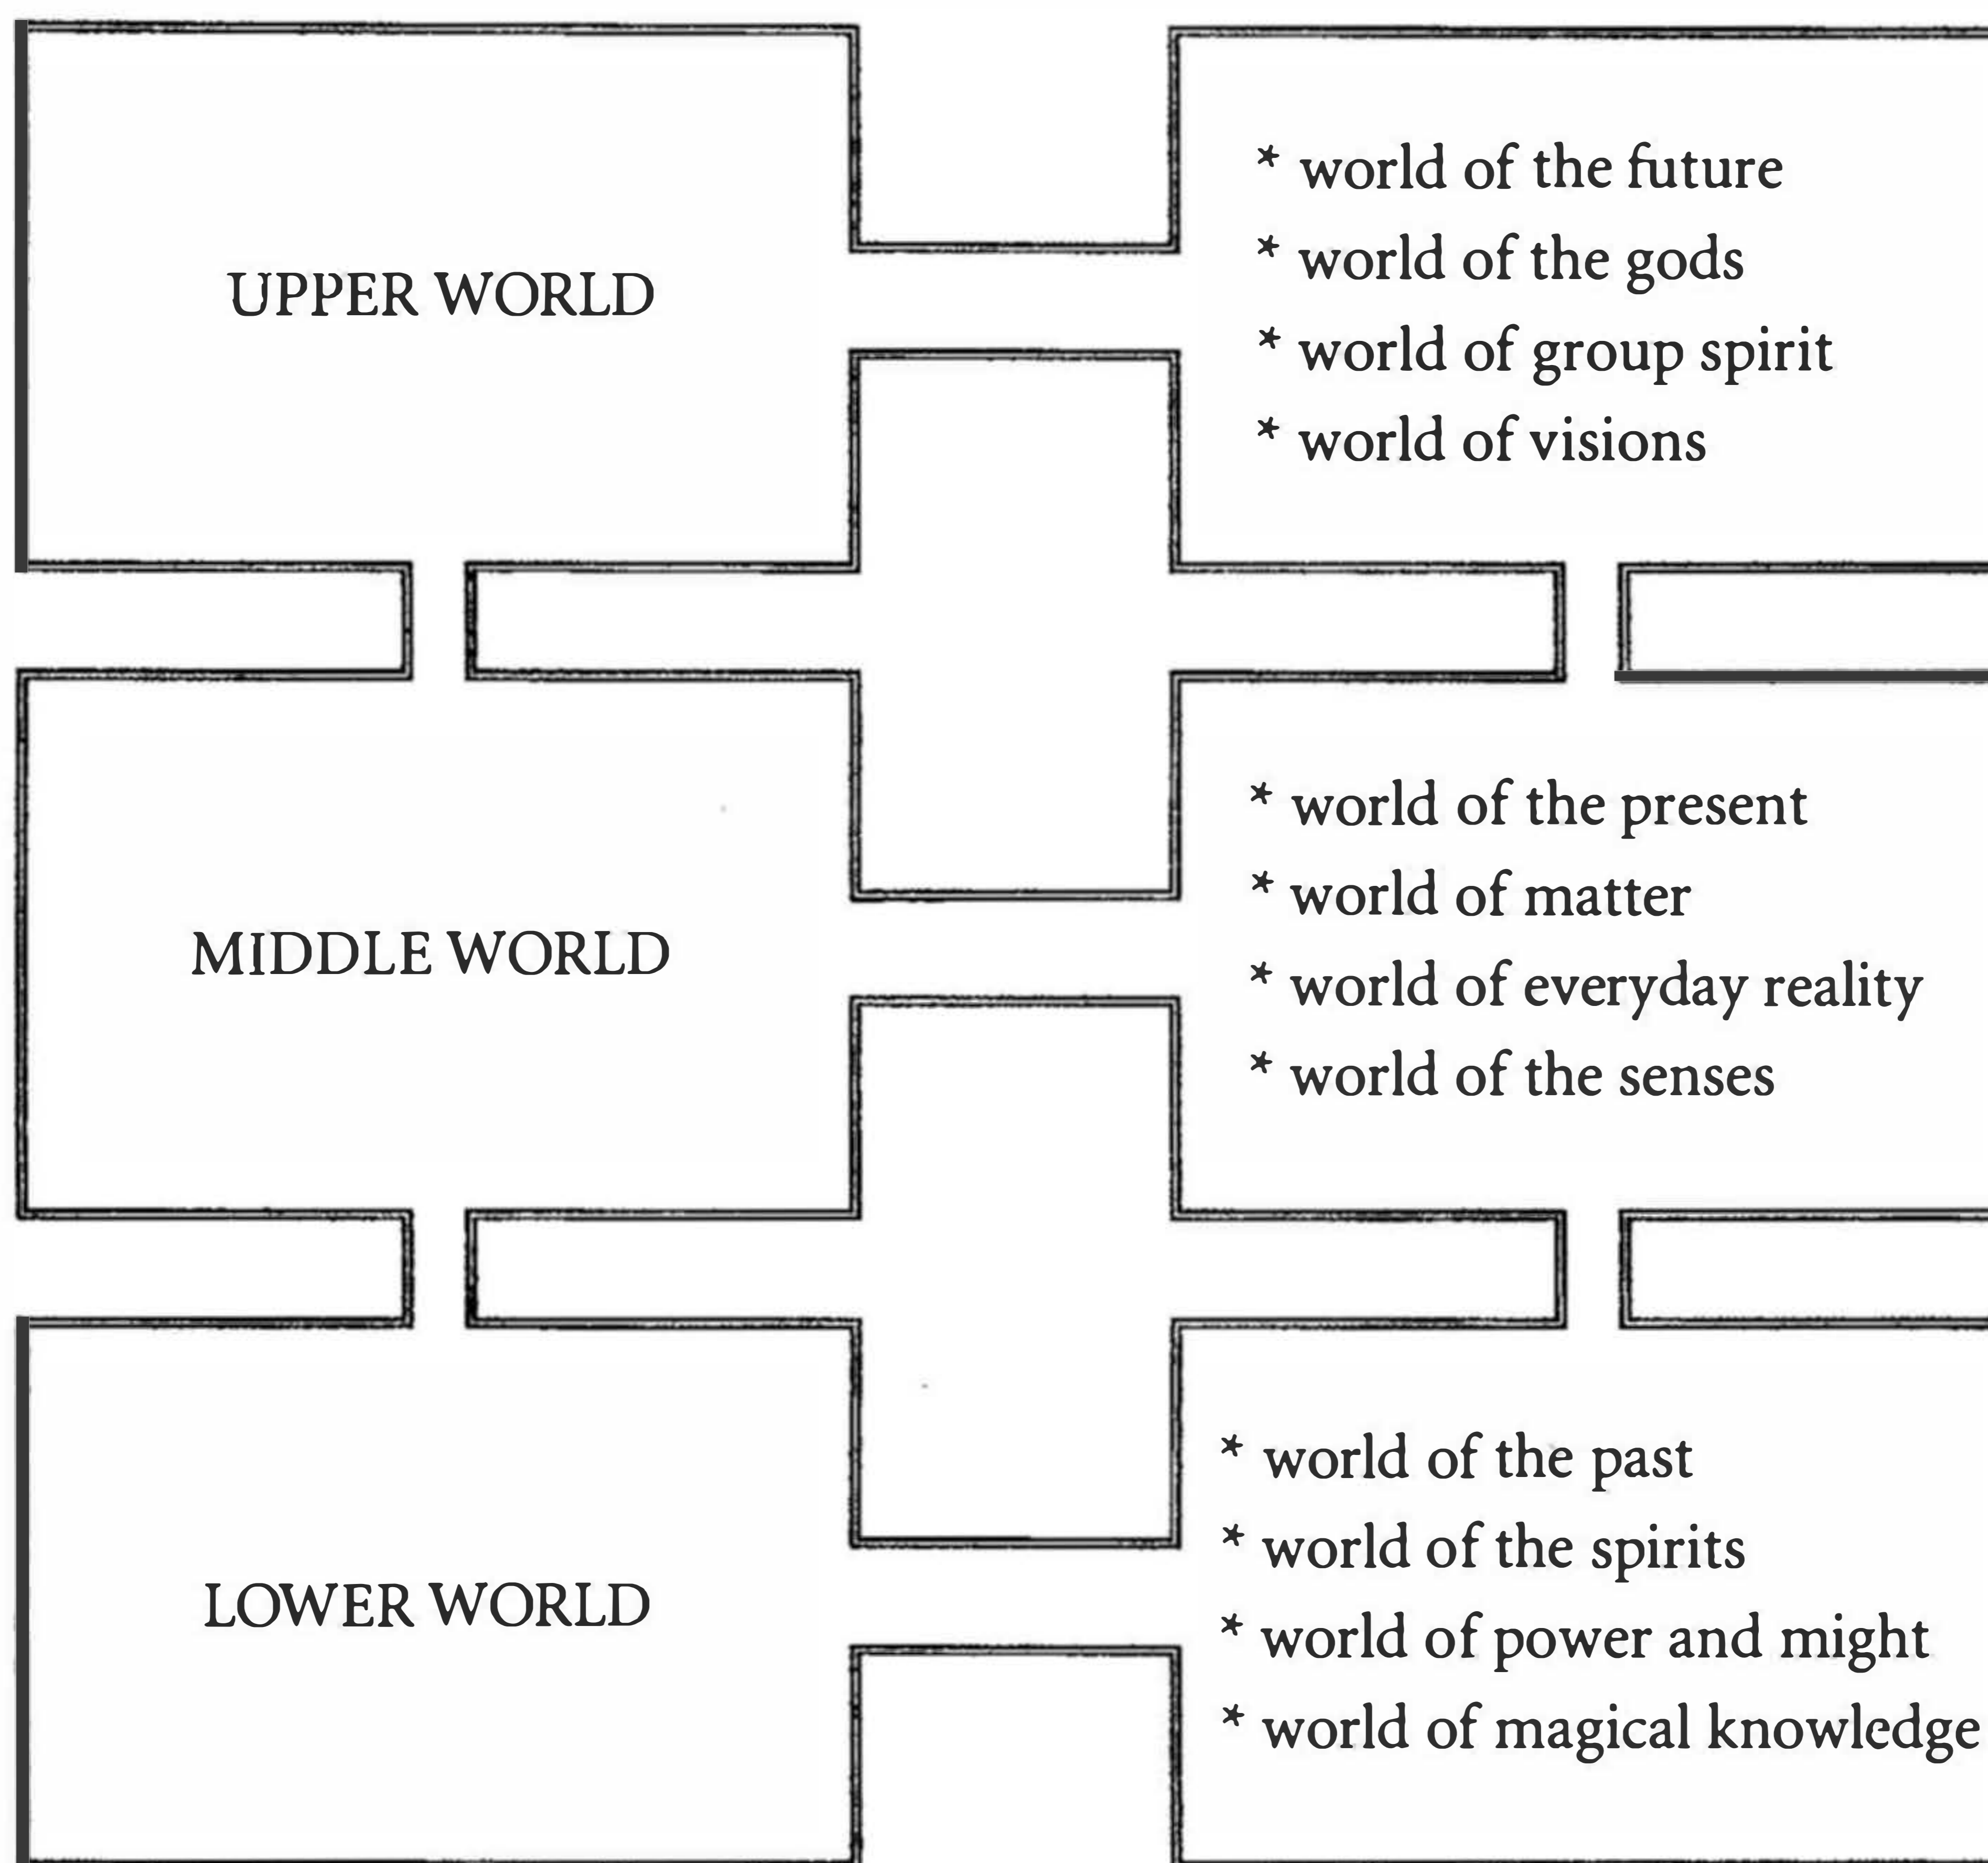 UPPER WORLD
* world of the future
* world of the gods
* world of group spirit
* world of visions
MIDDLE WORLD
* world of the present
* world of matter
* world of everyday reality
* world of the senses
LOWER WORLD
* world of the past
* world of the spirits
* world of power and might
* world of magical knowledge